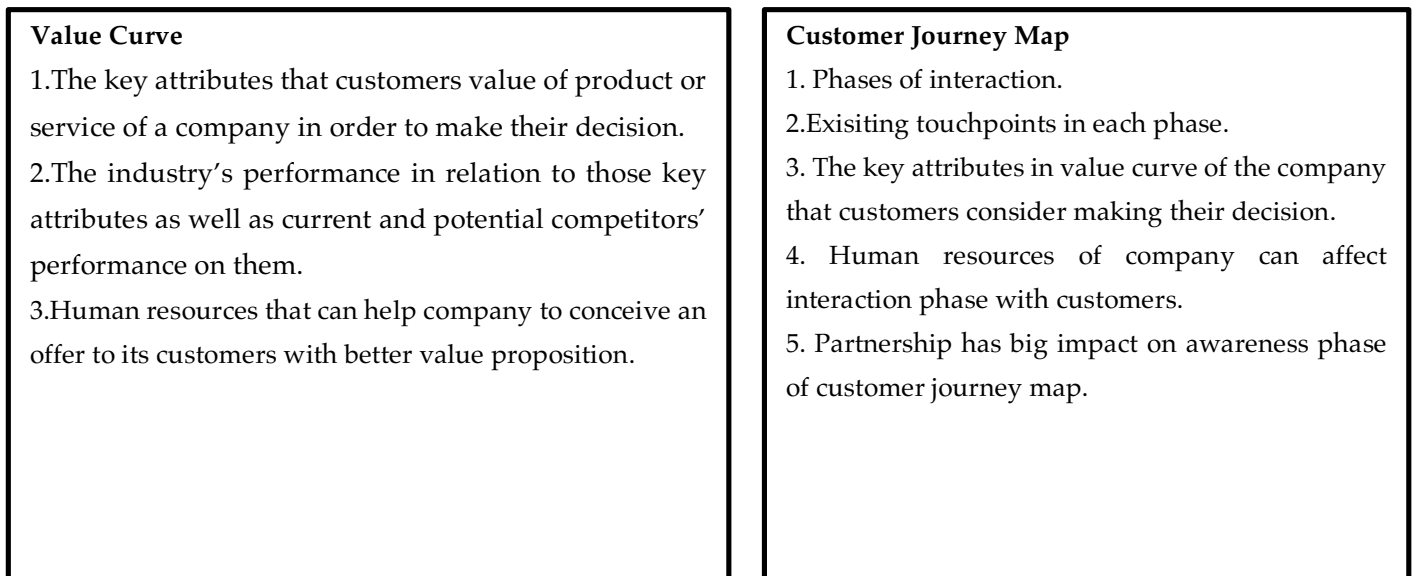 Value Curve
1.The key attributes that customers value of product or
service of a company in order to make their decision.
2.The industry’s performance in relation to those key
attributes as well as current and potential competitors’
performance on them.
3.Human resources that can help company to conceive an
offer to its customers with better value proposition.
Customer Journey Map
1. Phases of interaction.
2.Exisiting touchpoints in each phase.
3. The key attributes in value curve of the company
that customers consider making their decision.
4. Human resources of company can affect
interaction phase with customers.
5. Partnership has big impact on awareness phase
of customer journey map.